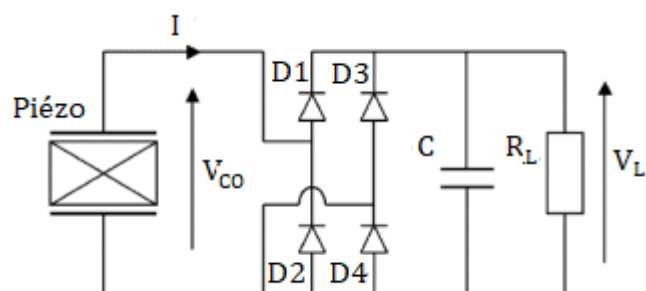 I
D1 D3
Piézo
V_CO
C
R_L
V_L
D2 D4